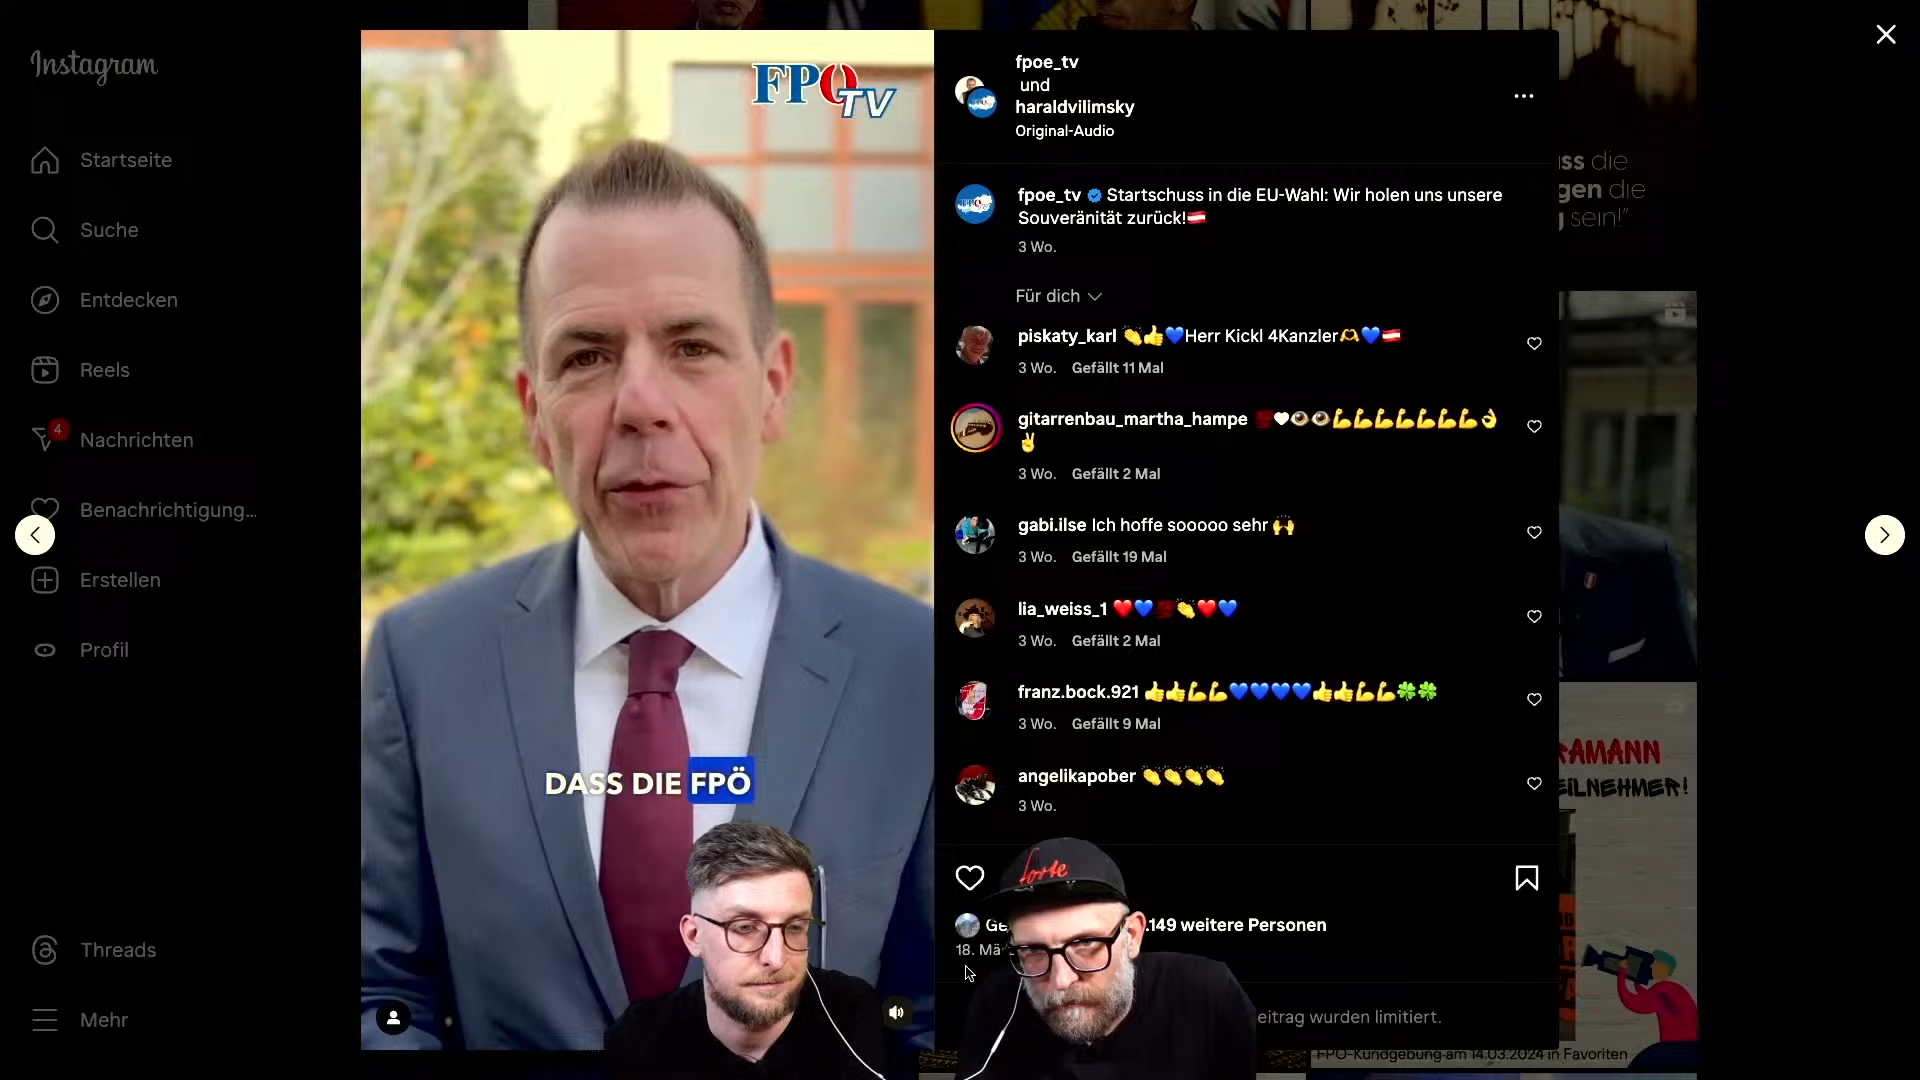 Instagram
Startseite
Suche
Entdecken
Reels
4
Nachrichten
Benachrichtigung...
Erstellen
Profil
Threads
Mehr
FPÖ
TV
DASS DIE FPÖ
fpoe_tv
und
haraldvilimsky
Original-Audio
fpoe_tv Startschuss in die EU-Wahl: Wir holen uns unsere
Souveränität zurück!🇦🇹
3 Wo.
Für dich
piskaty_karl 👏👍💙Herr Kickl 4Kanzler🫶💙🇦🇹
3 Wo. Gefällt 11 Mal
gitarrenbau_martha_hampe
3 Wo. Gefällt 2 Mal
gabi.ilse Ich hoffe sooooo sehr 🙌
3 Wo. Gefällt 19 Mal
lia_weiss_1
3 Wo. Gefällt 2 Mal
franz.bock.921 👍👍💪💪💙💙💙💙👍👍💪💪🍀🍀
3 Wo. Gefällt 9 Mal
angelikapober 👏👏👏👏
3 Wo.
forte
Ge
.149 weitere Personen
18. Mä
eitrag wurden limitiert.
ss die
gen die
sein!"
RAMANN
EILNEHMER!
FPÖ-Kundgebung am 14.03.2024 in Favoriten